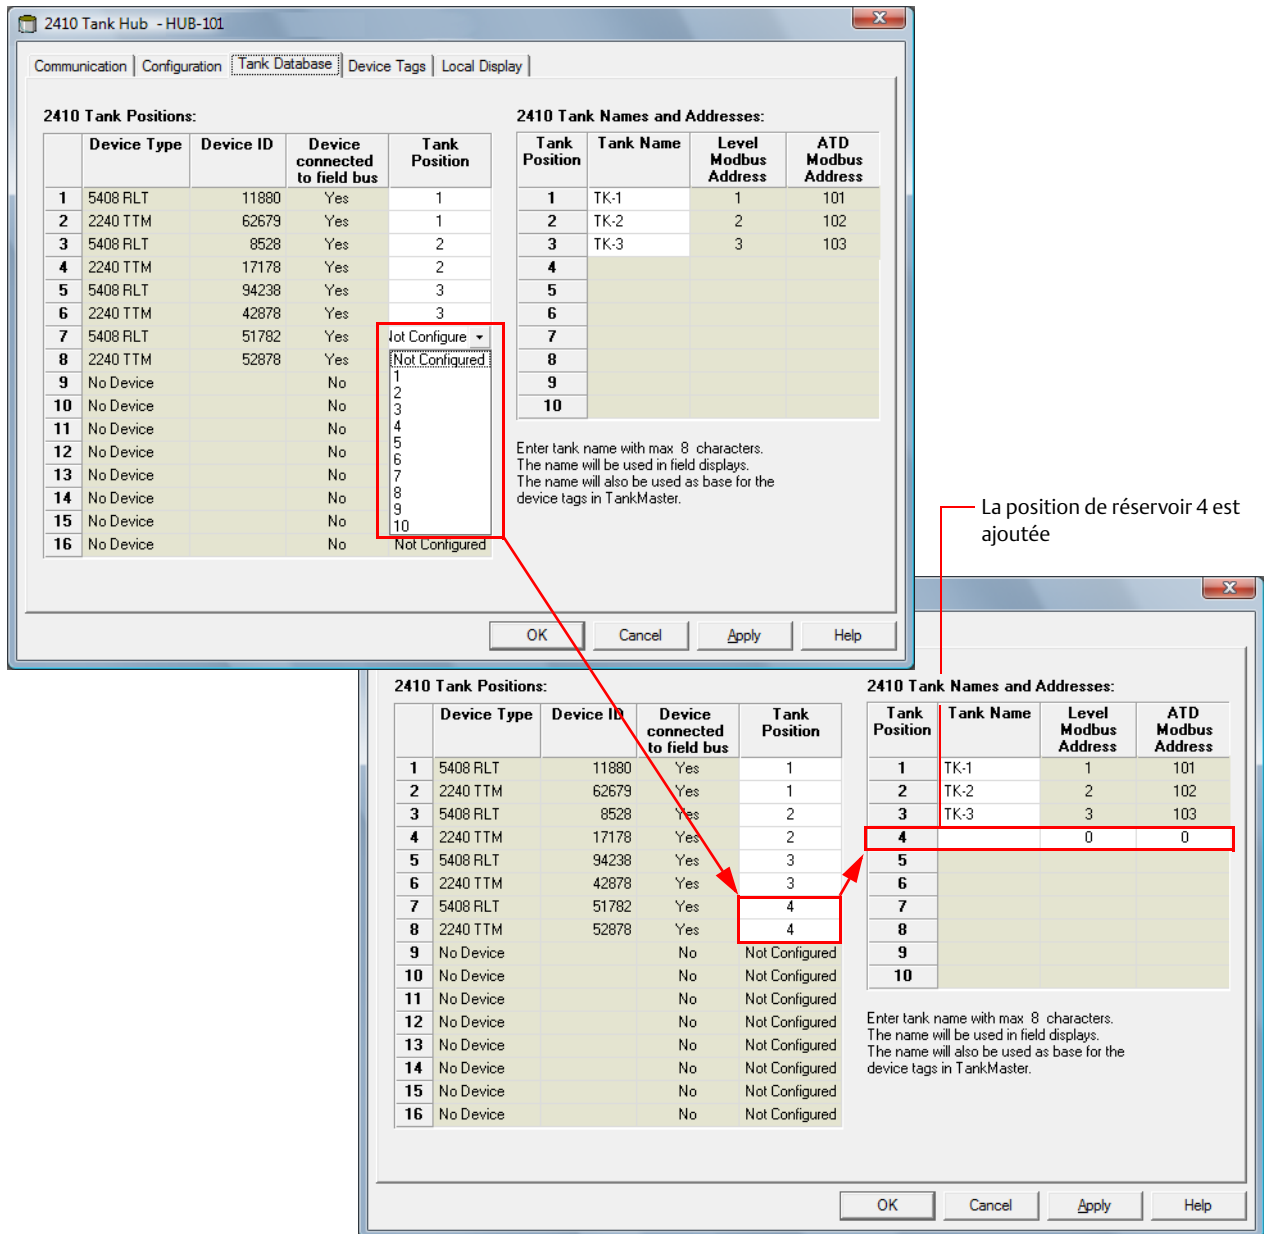 2410 Tank Hub - HUB-101
Communication Configuration Tank Database Device Tags Local Display
2410 Tank Positions:
Device Type Device ID Device connected to field bus Tank Position
1 5408 RLT 11880 Yes 1
2 2240 TTM 62679 Yes 1
3 5408 RLT 8528 Yes 2
4 2240 TTM 17178 Yes 2
5 5408 RLT 94238 Yes 3
6 2240 TTM 42878 Yes 3
7 5408 RLT 51782 Yes Not Configure
8 2240 TTM 52878 Yes
9 No Device No
10 No Device No
11 No Device No
12 No Device No
13 No Device No
14 No Device No
15 No Device No
16 No Device No Not Configured
Not Configured
1
2
3
4
5
6
7
8
9
10
2410 Tank Names and Addresses:
Tank Position Tank Name Level Modbus Address ATD Modbus Address
1 TK-1 1 101
2 TK-2 2 102
3 TK-3 3 103
4
5
6
7
8
9
10
Enter tank name with max 8 characters.
The name will be used in field displays.
The name will also be used as base for the
device tags in TankMaster.
OK Cancel Apply Help
La position de réservoir 4 est
ajoutée
2410 Tank Positions:
Device Type Device ID Device connected to field bus Tank Position
1 5408 RLT 11880 Yes 1
2 2240 TTM 62679 Yes 1
3 5408 RLT 8528 Yes 2
4 2240 TTM 17178 Yes 2
5 5408 RLT 94238 Yes 3
6 2240 TTM 42878 Yes 3
7 5408 RLT 51782 Yes 4
8 2240 TTM 52878 Yes 4
9 No Device No Not Configured
10 No Device No Not Configured
11 No Device No Not Configured
12 No Device No Not Configured
13 No Device No Not Configured
14 No Device No Not Configured
15 No Device No Not Configured
16 No Device No Not Configured
2410 Tank Names and Addresses:
Tank Position Tank Name Level Modbus Address ATD Modbus Address
1 TK-1 1 101
2 TK-2 2 102
3 TK-3 3 103
4 0 0
5
6
7
8
9
10
Enter tank name with max 8 characters.
The name will be used in field displays.
The name will also be used as base for the
device tags in TankMaster.
OK Cancel Apply Help